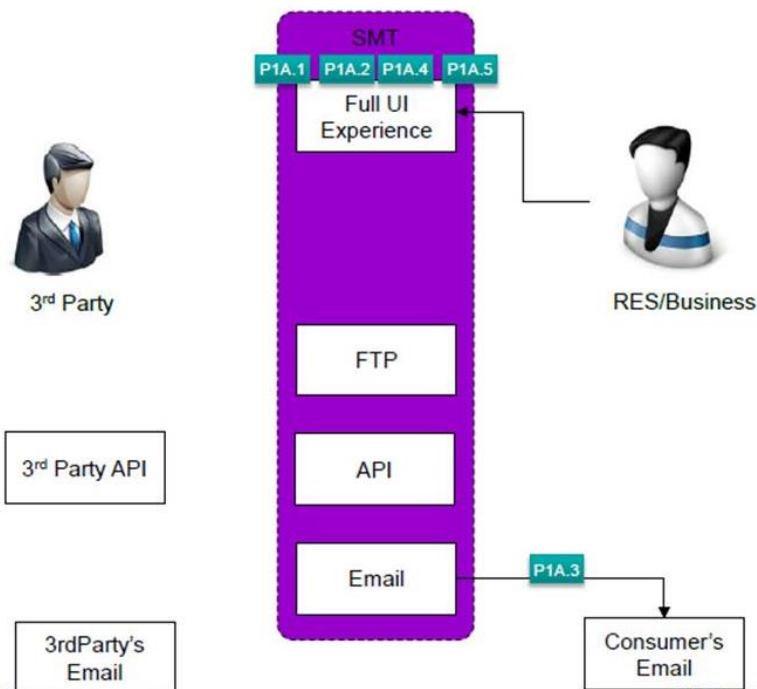 SMT
P1A.1 P1A.2 P1A.4 P1A.5
Full UI
Experience
3rd Party
RES/Business
FTP
3rd Party API
API
P1A.3
Email
3rdParty's
Email
Consumer's
Email